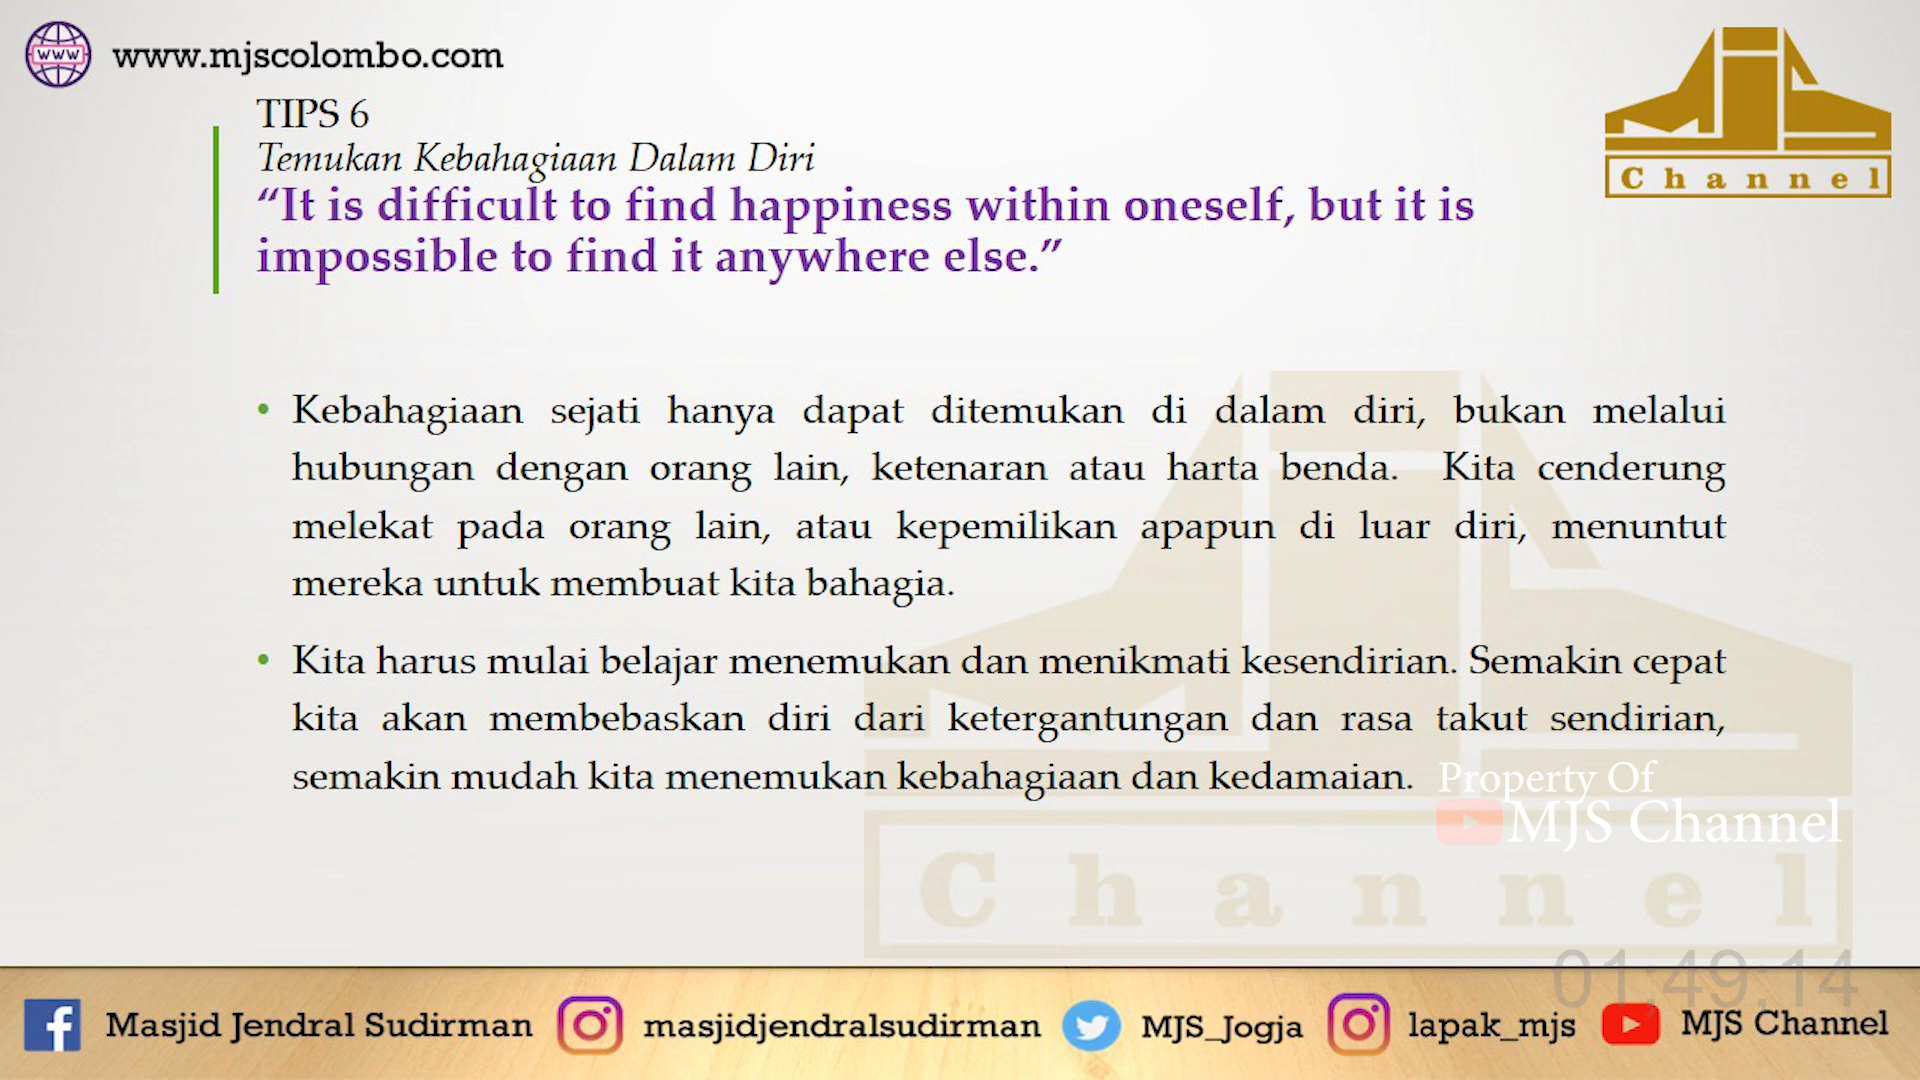 www
www.mjscolombo.com
MJS
Channel
TIPS 6
Temukan Kebahagiaan Dalam Diri
“It is difficult to find happiness within oneself, but it is
impossible to find it anywhere else.”
• Kebahagiaan sejati hanya dapat ditemukan di dalam diri, bukan melalui
hubungan dengan orang lain, ketenaran atau harta benda. Kita cenderung
melekat pada orang lain, atau kepemilikan apapun di luar diri, menuntut
mereka untuk membuat kita bahagia.
• Kita harus mulai belajar menemukan dan menikmati kesendirian. Semakin cepat
kita akan membebaskan diri dari ketergantungan dan rasa takut sendirian,
semakin mudah kita menemukan kebahagiaan dan kedamaian.
Property Of
MJS Channel
MJS
Channel
01:49:14
Masjid Jendral Sudirman
masjidjendralsudirman
MJS_Jogja
lapak_mjs
MJS Channel